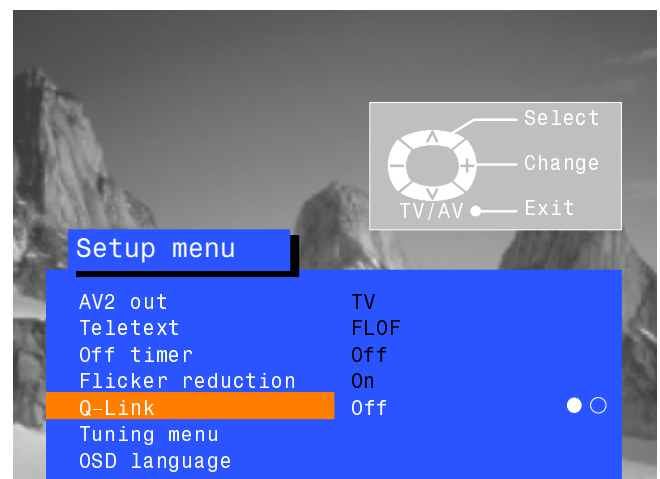 Select
Change
TV/AV Exit
Setup menu
AV2 out TV
Teletext FLOF
Off timer Off
Flicker reduction On
Q-Link Off
Tuning menu
OSD language